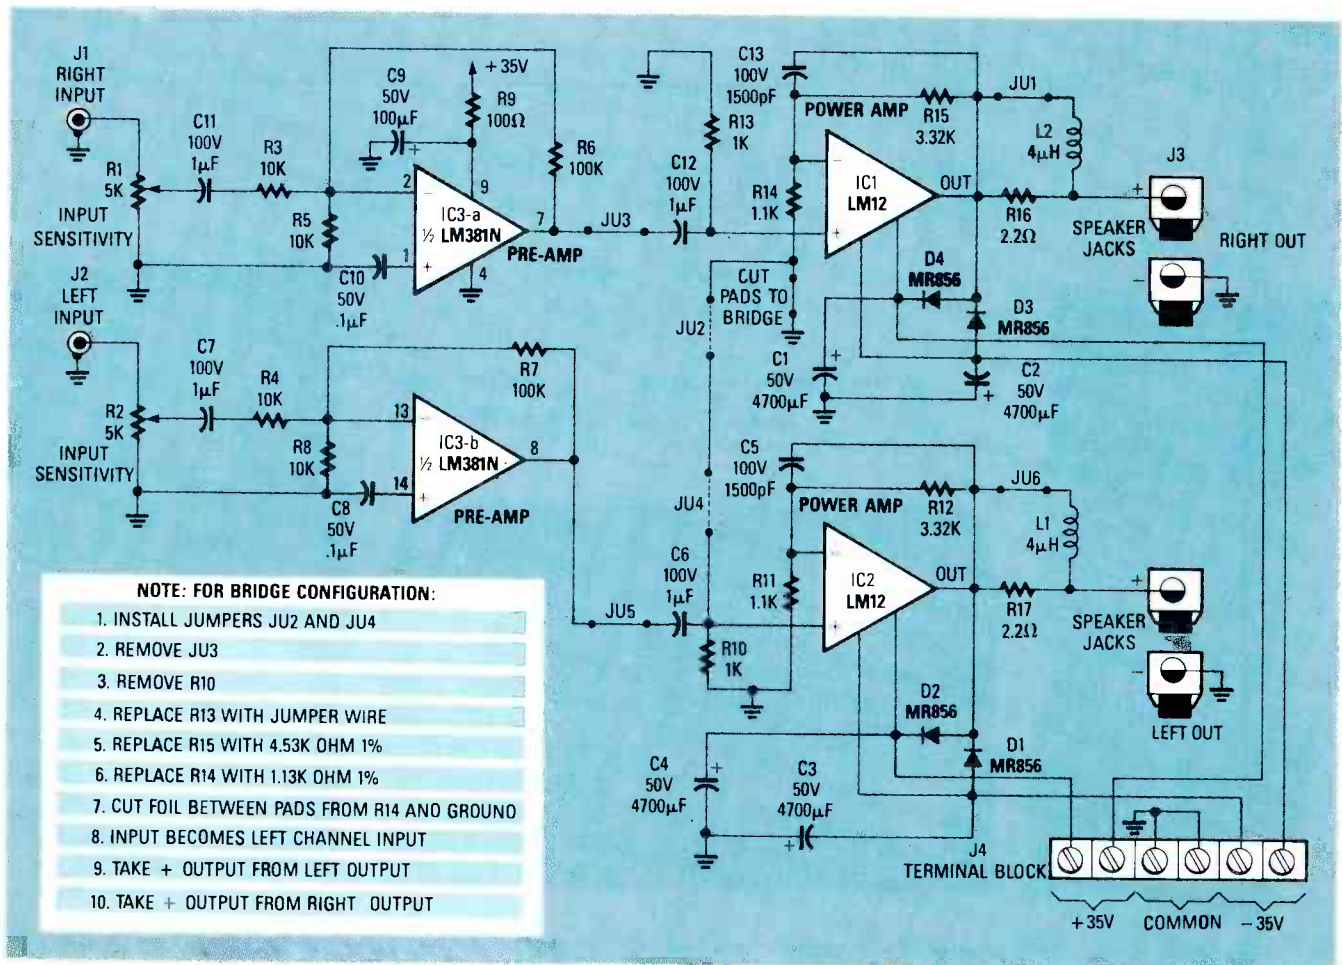 J1
RIGHT
INPUT
R1
5K
INPUT
SENSITIVITY
C11
100V
1µF
R3
10K
R5
10K
C9
50V
100µF
+
+35V
R9
100Ω
2
−
9
IC3-a
½ LM381N
7
1
+
4
PRE-AMP
C10
50V
.1µF
R6
100K
JU3
J2
LEFT
INPUT
R2
5K
INPUT
SENSITIVITY
C7
100V
1µF
R4
10K
R8
10K
R7
100K
13
−
IC3-b
½ LM381N
8
14
+
PRE-AMP
C8
50V
.1µF
JU5
R13
1K
C12
100V
1µF
C13
100V
1500pF
POWER AMP
R15
3.32K
R14
1.1K
−
IC1
LM12
+
OUT
JU1
L2
4µH
R16
2.2Ω
J3
+
SPEAKER
JACKS
RIGHT OUT
−
CUT
PADS TO
BRIDGE
JU2
D4
MR856
D3
MR856
C1
50V
4700µF
+
C2
50V
4700µF
+
JU4
C5
100V
1500pF
POWER AMP
R12
3.32K
C6
100V
1µF
R11
1.1K
R10
1K
−
IC2
LM12
+
OUT
JU6
L1
4µH
R17
2.2Ω
+
SPEAKER
JACKS
−
LEFT OUT
D2
MR856
D1
MR856
C4
50V
4700µF
+
C3
50V
4700µF
+
J4
TERMINAL BLOCK
+35V
COMMON
−35V
NOTE: FOR BRIDGE CONFIGURATION:
1. INSTALL JUMPERS JU2 AND JU4
2. REMOVE JU3
3. REMOVE R10
4. REPLACE R13 WITH JUMPER WIRE
5. REPLACE R15 WITH 4.53K OHM 1%
6. REPLACE R14 WITH 1.13K OHM 1%
7. CUT FOIL BETWEEN PADS FROM R14 AND GROUND
8. INPUT BECOMES LEFT CHANNEL INPUT
9. TAKE + OUTPUT FROM LEFT OUTPUT
10. TAKE + OUTPUT FROM RIGHT OUTPUT